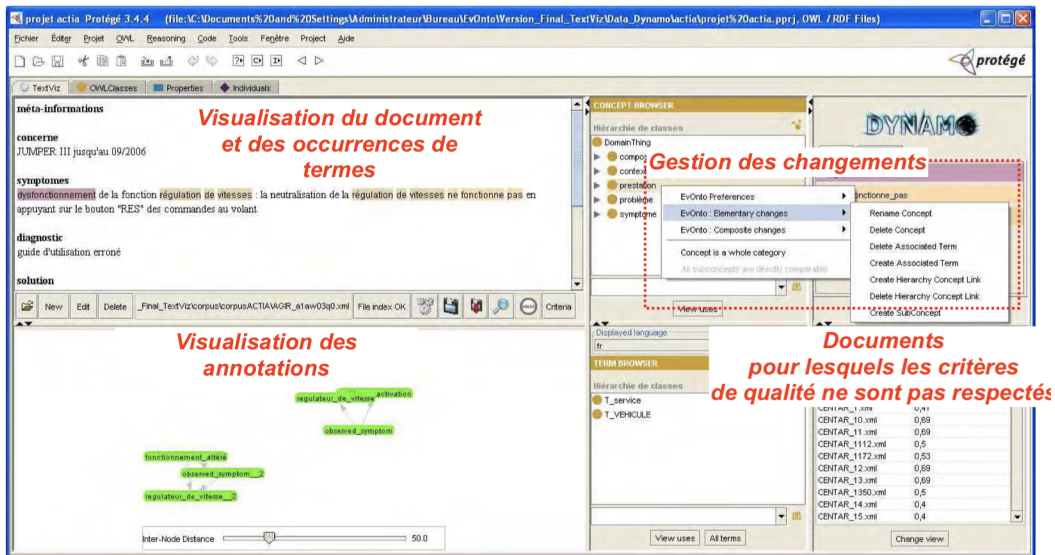 projet actia Protégé 3.4.4 (file:\C:\Documents%20and%20Settings\Administrateur\Bureau\EvOnto\Version_Final_TextViz\Data_Dynamo\actia\projet%20actia.pprj, OWL / RDF Files)
Fichier Éditer Projet OWL Reasoning Code Tools Fenêtre Project Aide
protégé
TextViz OWLClasses Properties Individuals
méta-informations
concerne
JUMPER III jusqu'au 09/2006
symptomes
dysfonctionnement de la fonction régulation de vitesses : la neutralisation de la régulation de vitesses ne fonctionne pas en
appuyant sur le bouton "RES" des commandes au volant
diagnostic
guide d'utilisation erroné
solution
Visualisation du document
et des occurrences de
termes
New Edit Delete _Final_TextViz\corpus\corpusACTIA\AGIR_a1aw03q0.xml File index OK Criteria
Visualisation des
annotations
regulateur_de_vitesse activation
observed_symptom
fonctionnement_altéré
observed_symptom__2
regulateur_de_vitesse__2
Inter-Node Distance 50.0
CONCEPT BROWSER
Hiérarchie de classes
DomainThing
prestation
problème
symptome
Gestion des changements
DYNAMO
EvOnto Preferences
EvOnto : Elementary changes
EvOnto : Composite changes
Concept is a whole category
All subconcepts are directly comparable
Rename Concept
Delete Concept
Delete Associated Term
Create Associated Term
Create Hierarchy Concept Link
Delete Hierarchy Concept Link
Create SubConcept
View uses
Displayed language
fr
TERM BROWSER
Hiérarchie de classes
T_service
T_VEHICULE
View uses All terms
Documents
pour lesquels les critères
de qualité ne sont pas respectés
CENTAR_1.xml 0,41
CENTAR_10.xml 0,69
CENTAR_11.xml 0,69
CENTAR_1112.xml 0,5
CENTAR_1172.xml 0,53
CENTAR_12.xml 0,69
CENTAR_13.xml 0,69
CENTAR_1350.xml 0,5
CENTAR_14.xml 0,4
CENTAR_15.xml 0,4
Change view